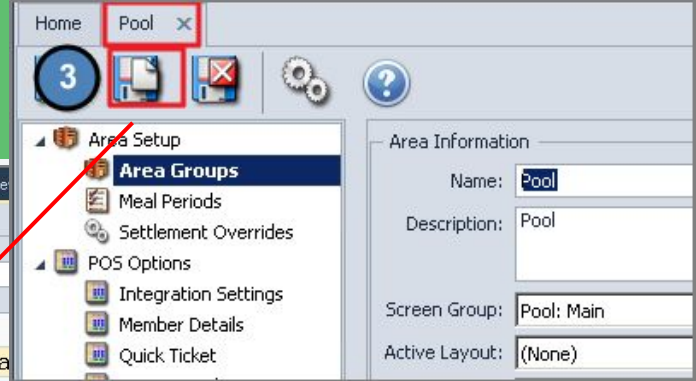 Home Pool
3
Area Setup
Area Groups
Meal Periods
Settlement Overrides
POS Options
Integration Settings
Member Details
Quick Ticket
Area Information
Name: Pool
Description: Pool
Screen Group: Pool: Main
Active Layout: (None)